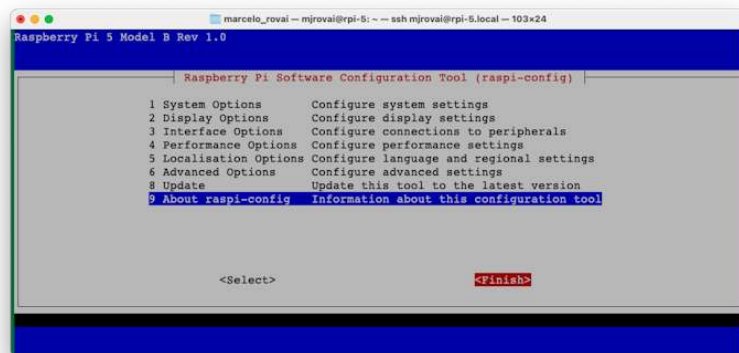 marcelo_rovai — mjrovai@rpi-5: ~ — ssh mjrovai@rpi-5.local — 103×24
Raspberry Pi 5 Model B Rev 1.0
Raspberry Pi Software Configuration Tool (raspi-config)
1 System Options Configure system settings
2 Display Options Configure display settings
3 Interface Options Configure connections to peripherals
4 Performance Options Configure performance settings
5 Localisation Options Configure language and regional settings
6 Advanced Options Configure advanced settings
8 Update Update this tool to the latest version
9 About raspi-config Information about this configuration tool
<Select> <Finish>